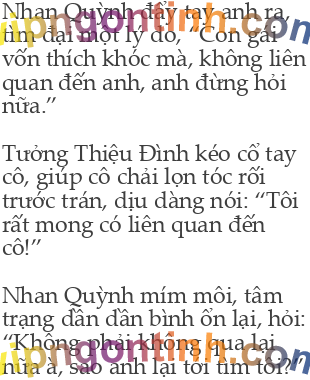 Nhan Quỳnh đẩy tay anh ra,
tìm đại một lý do, “Con gái
vốn thích khóc mà, không liên
quan đến anh, anh đừng hỏi
nữa.”
Tưởng Thiệu Đình kéo cổ tay
cô, giúp cô chải lọn tóc rối
trước trán, dịu dàng nói: “Tôi
rất mong có liên quan đến
cô!”
Nhan Quỳnh mím môi, tâm
trạng dần dần bình ổn lại, hỏi:
“Không phải không qua lại
nữa à, sao anh lại tới tìm tôi?”
vipngontinh.com
vipngontinh.com